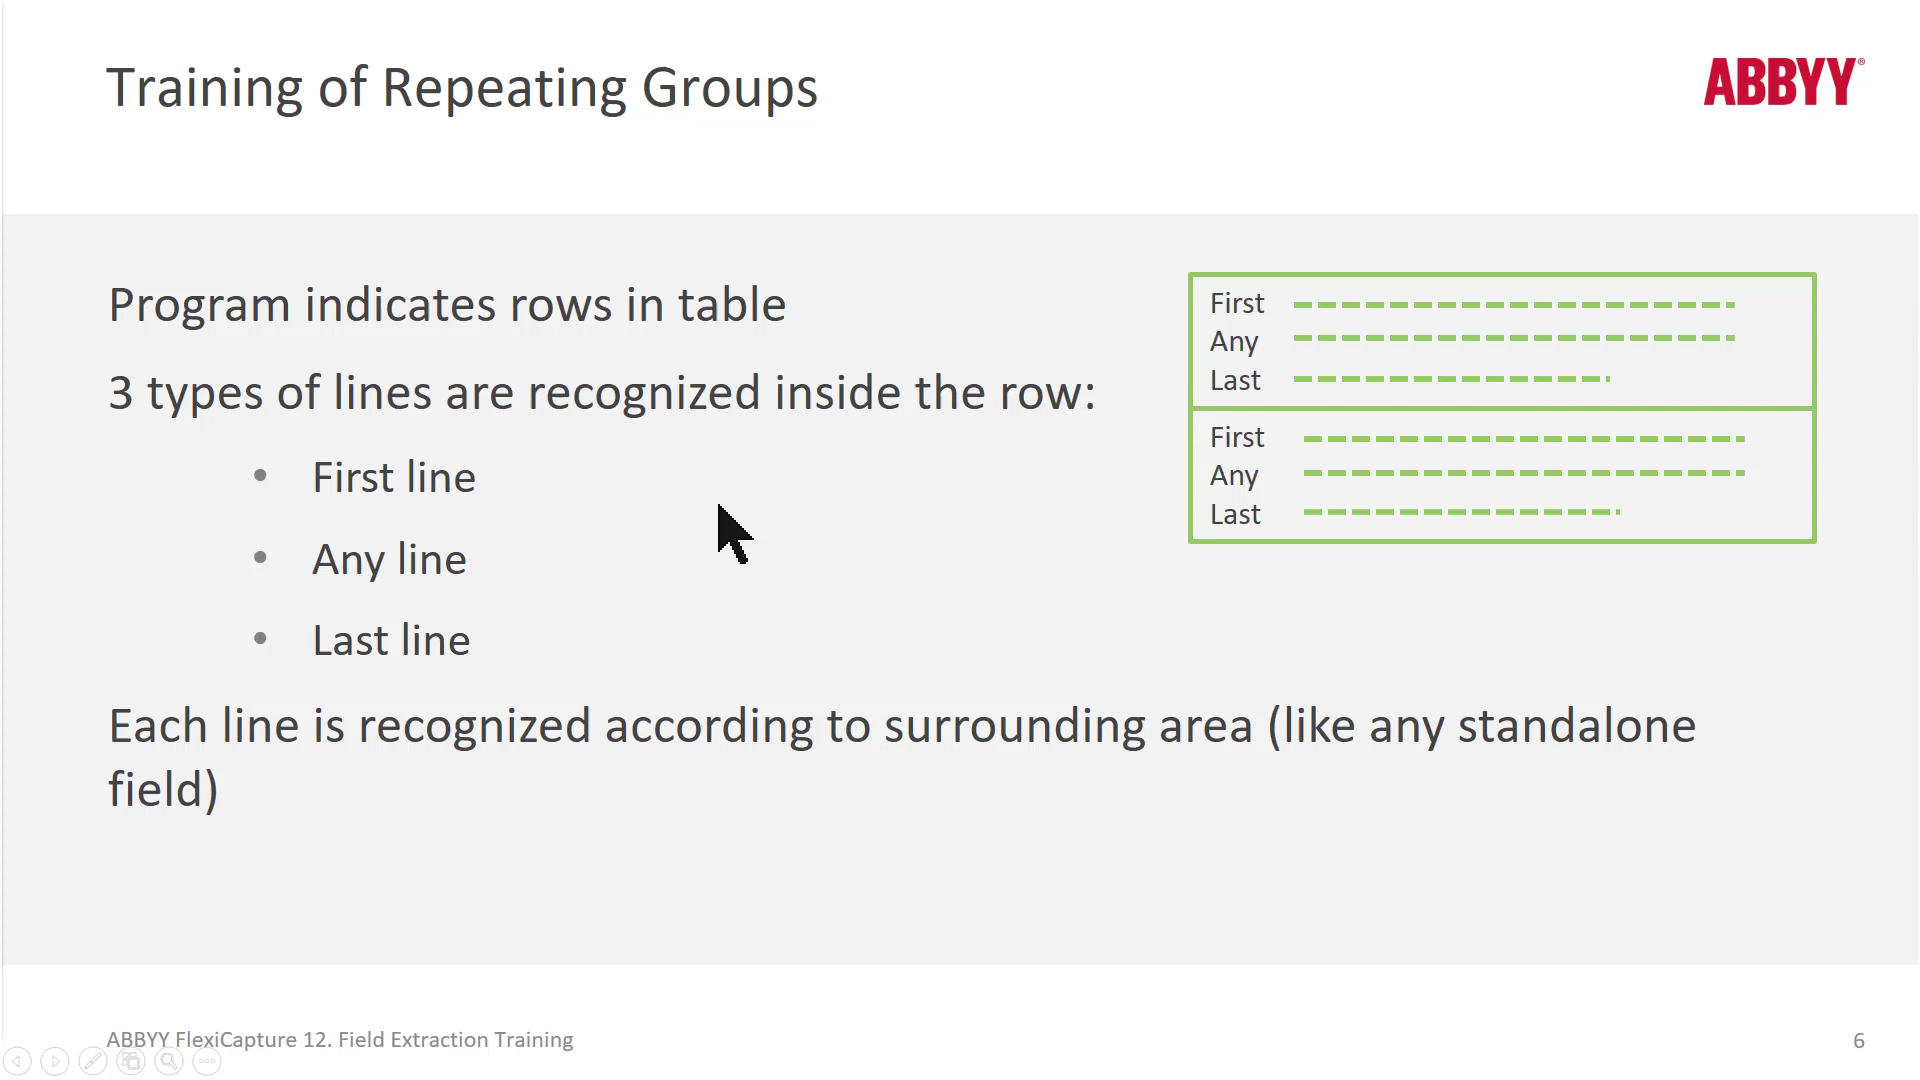 Training of Repeating Groups
ABBYY®
Program indicates rows in table
3 types of lines are recognized inside the row:
• First line
• Any line
• Last line
Each line is recognized according to surrounding area (like any standalone
field)
First
Any
Last
First
Any
Last
ABBYY FlexiCapture 12. Field Extraction Training
6